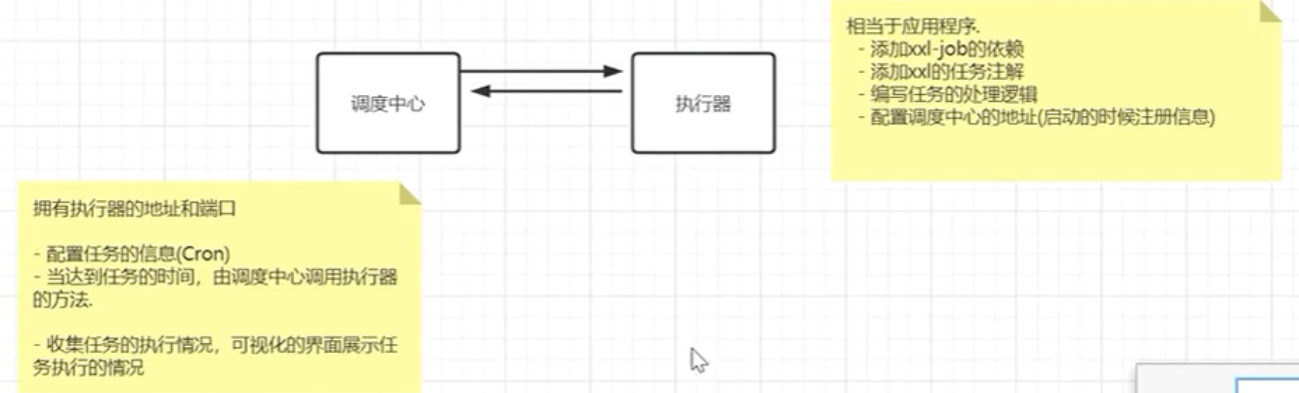 相当于应用程序.
- 添加xxl-job的依赖
- 添加xxl的任务注解
- 编写任务的处理逻辑
- 配置调度中心的地址(启动的时候注册信息)
调度中心
执行器
拥有执行器的地址和端口
- 配置任务的信息(Cron)
- 当达到任务的时间，由调度中心调用执行器
的方法.
- 收集任务的执行情况，可视化的界面展示任
务执行的情况